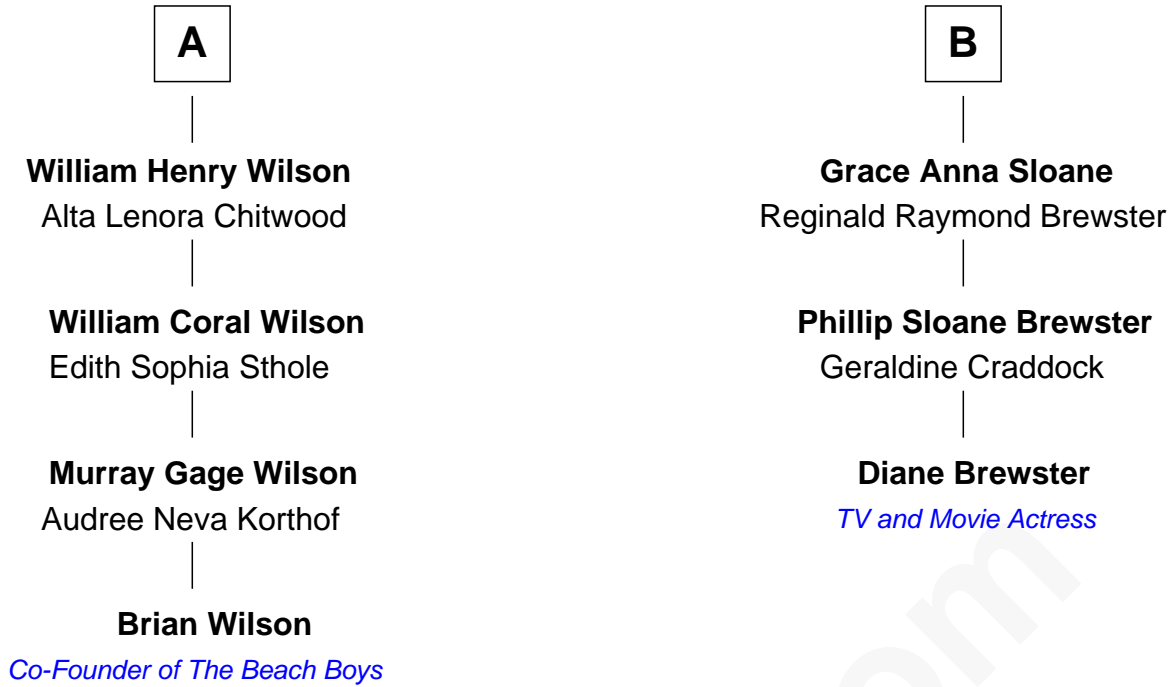 A
William Henry Wilson
Alta Lenora Chitwood
William Coral Wilson
Edith Sophia Sthole
Murray Gage Wilson
Audree Neva Korthof
Brian Wilson
Co-Founder of The Beach Boys
B
Grace Anna Sloane
Reginald Raymond Brewster
Phillip Sloane Brewster
Geraldine Craddock
Diane Brewster
TV and Movie Actress
om